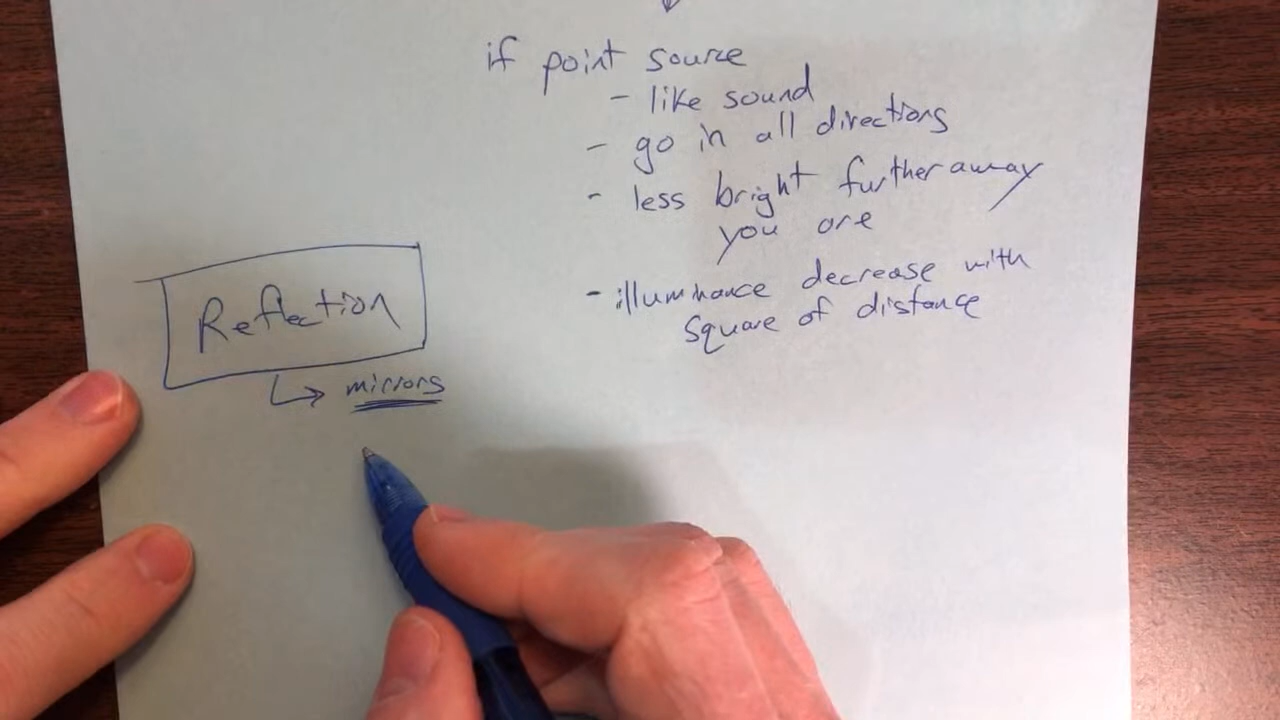 if point source
- like sound
- go in all directions
- less bright further away
you are
- illuminance decrease with
square of distance
Reflection
mirrors